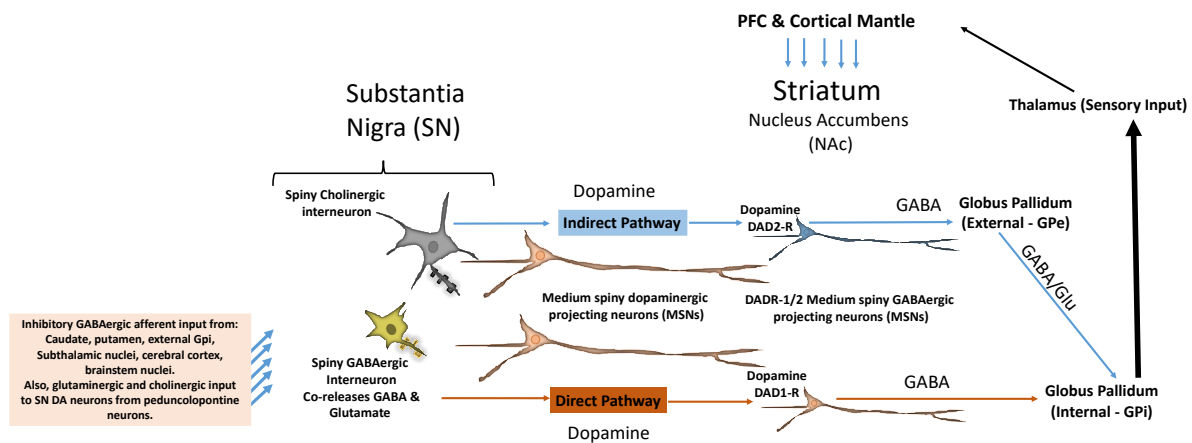 PFC & Cortical Mantle
Striatum
Nucleus Accumbens
(NAc)
Thalamus (Sensory Input)
Substantia
Nigra (SN)
Spiny Cholinergic
interneuron
Dopamine
Indirect Pathway
Dopamine
DAD2-R
GABA
Globus Pallidum
(External - GPe)
GABA/Glu
Medium spiny dopaminergic
projecting neurons (MSNs)
DADR-1/2 Medium spiny GABAergic
projecting neurons (MSNs)
Inhibitory GABAergic afferent input from:
Caudate, putamen, external Gpi,
Subthalamic nuclei, cerebral cortex,
brainstem nuclei.
Also, glutaminergic and cholinergic input
to SN DA neurons from peduncolopontine
neurons.
Spiny GABAergic
Interneuron
Co-releases GABA &
Glutamate
Direct Pathway
Dopamine
Dopamine
DAD1-R
GABA
Globus Pallidum
(Internal - GPi)